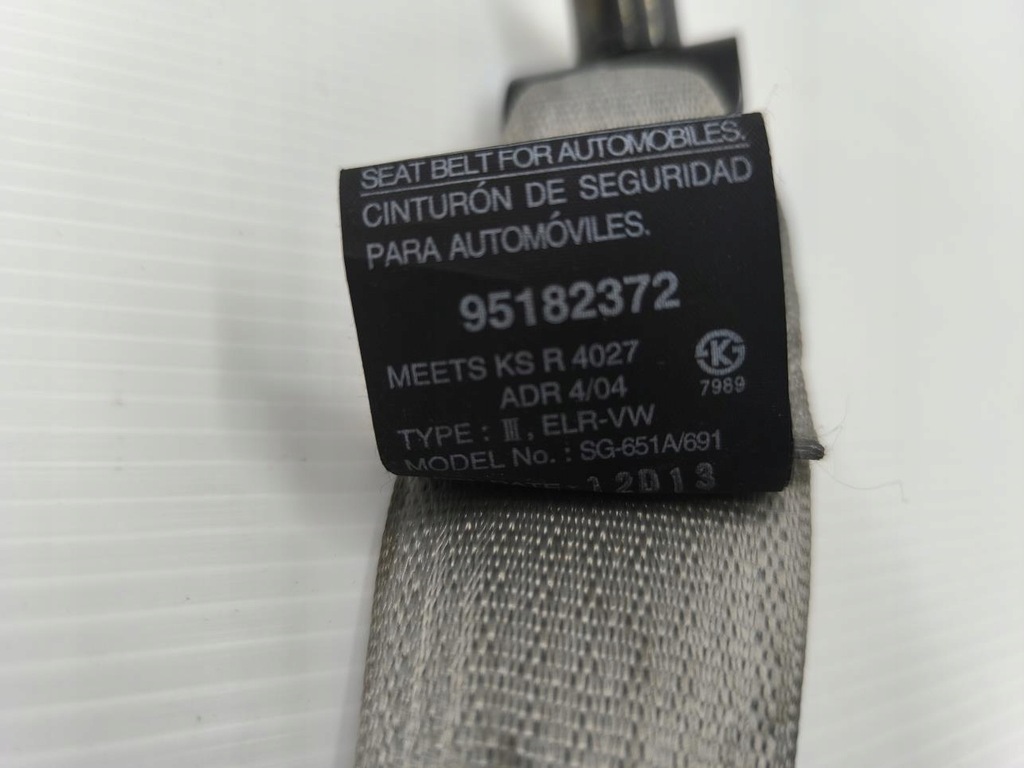 SEAT BELT FOR AUTOMOBILES.
CINTURÓN DE SEGURIDAD
PARA AUTOMÓVILES.
95182372
MEETS KS R 4027
ADR 4/04
K
7989
TYPE : Ⅲ, ELR-VW
MODEL No. : SG-651A/691
12D13